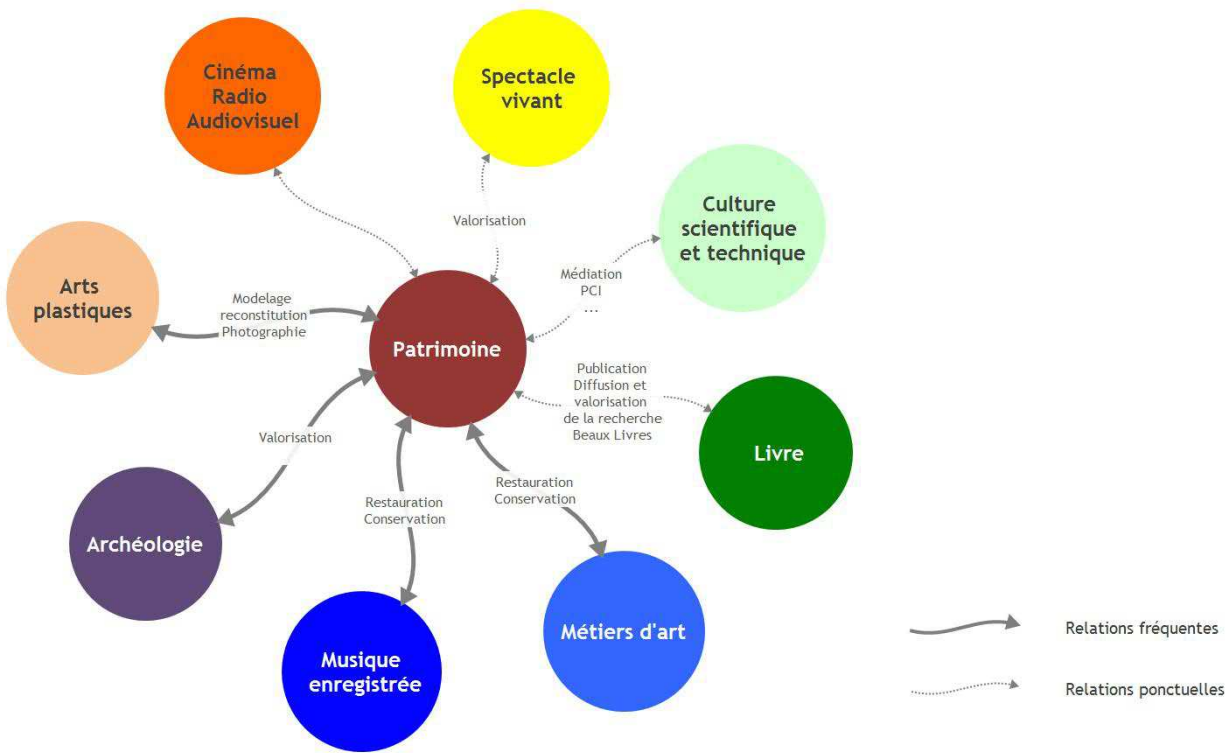 Cinéma
Radio
Audiovisuel
Spectacle
vivant
Culture
scientifique
et technique
Valorisation
Médiation
PCI
...
Arts
plastiques
Modelage
reconstitution
Photographie
Patrimoine
Publication
Diffusion et
valorisation
de la recherche
Beaux Livres
Livre
Valorisation
Restauration
Conservation
Restauration
Conservation
Archéologie
Musique
enregistrée
Métiers d'art
Relations fréquentes
Relations ponctuelles